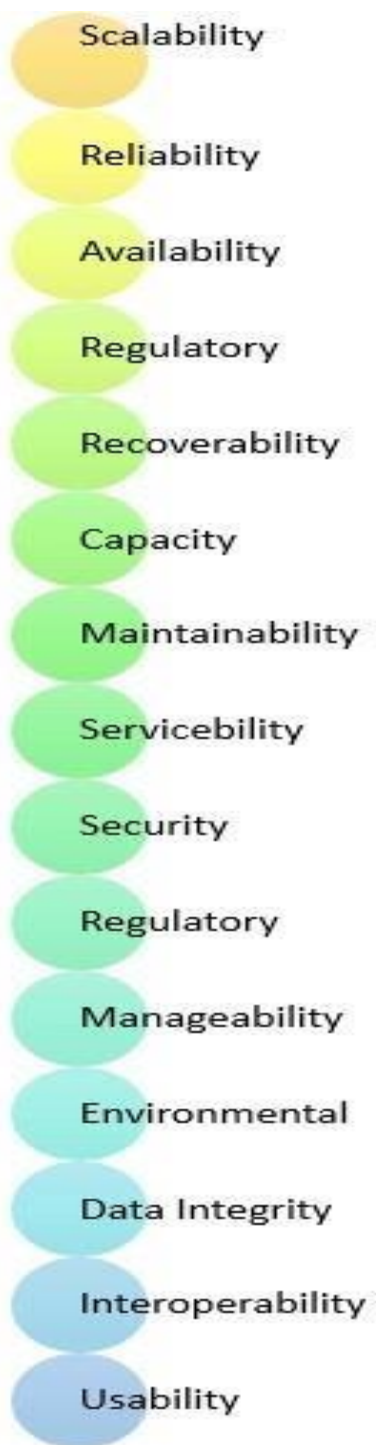 Scalability
Reliability
Availability
Regulatory
Recoverability
Capacity
Maintainability
Servicebility
Security
Regulatory
Manageability
Environmental
Data Integrity
Interoperability
Usability